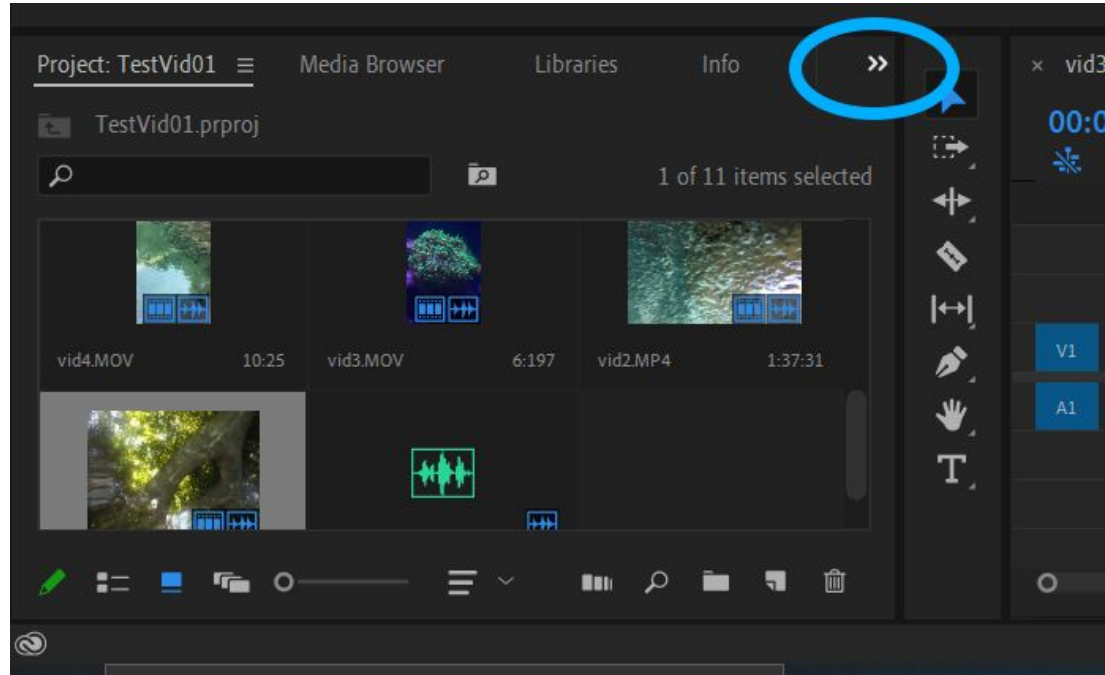 Project: TestVid01 Media Browser Libraries Info
TestVid01.prproj
1 of 11 items selected
vid4.MOV 10:25 vid3.MOV 6:197 vid2.MP4 1:37:31
× vid3
00:0
V1
A1